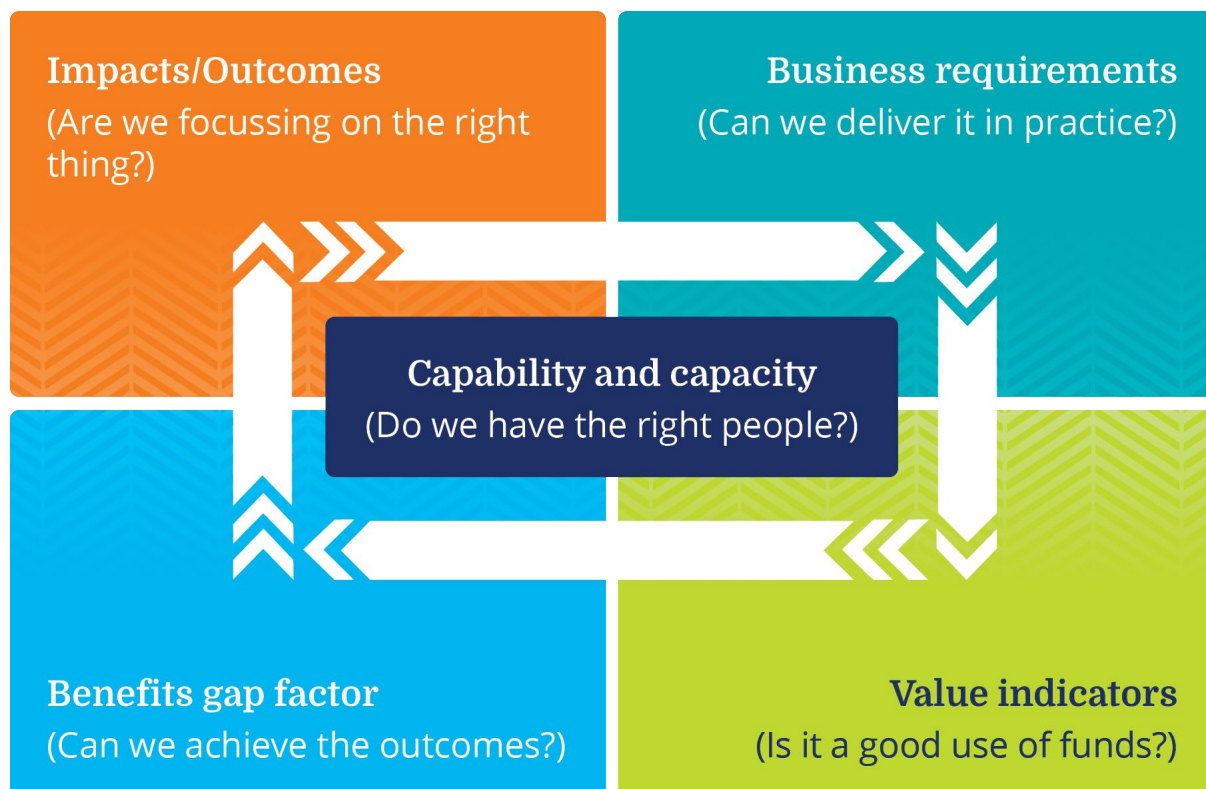 Impacts/Outcomes
(Are we focussing on the right
thing?)
Business requirements
(Can we deliver it in practice?)
Capability and capacity
(Do we have the right people?)
Benefits gap factor
(Can we achieve the outcomes?)
Value indicators
(Is it a good use of funds?)